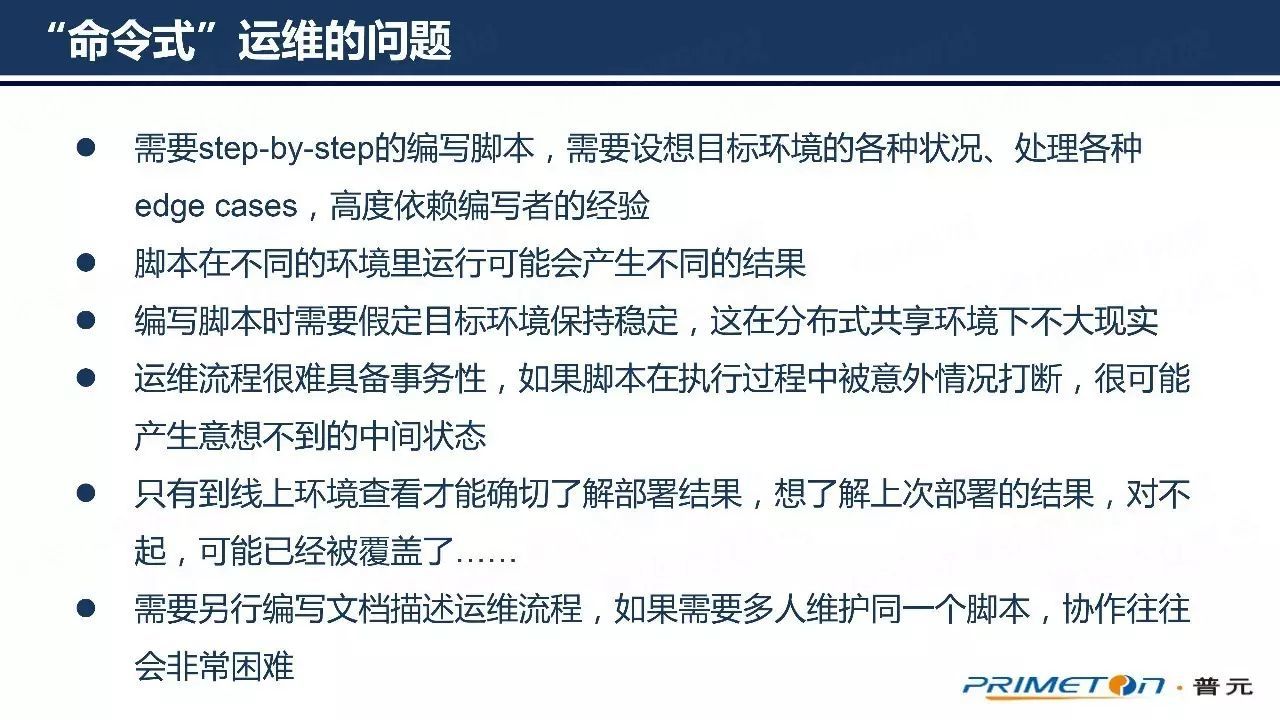 “命令式”运维的问题
● 需要step-by-step的编写脚本，需要设想目标环境的各种状况、处理各种
edge cases，高度依赖编写者的经验
● 脚本在不同的环境里运行可能会产生不同的结果
● 编写脚本时需要假定目标环境保持稳定，这在分布式共享环境下不大现实
● 运维流程很难具备事务性，如果脚本在执行过程中被意外情况打断，很可能
产生意想不到的中间状态
● 只有到线上环境查看才能确切了解部署结果，想了解上次部署的结果，对不
起，可能已经被覆盖了……
● 需要另行编写文档描述运维流程，如果需要多人维护同一个脚本，协作往往
会非常困难
PRIMETON·普元